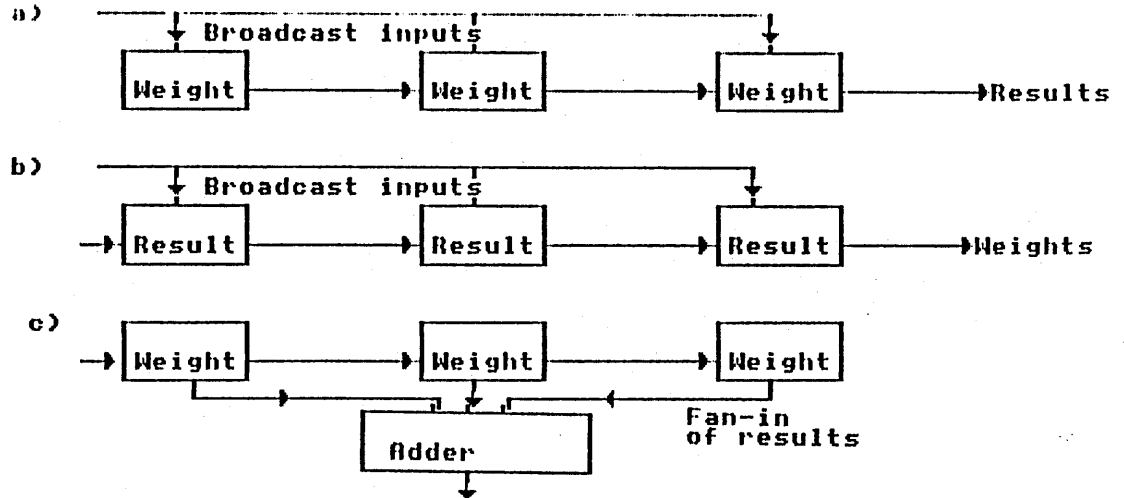 a)
Broadcast inputs
Weight Weight Weight Results
b)
Broadcast inputs
Result Result Result Weights
c)
Weight Weight Weight
Fan-in
of results
Adder